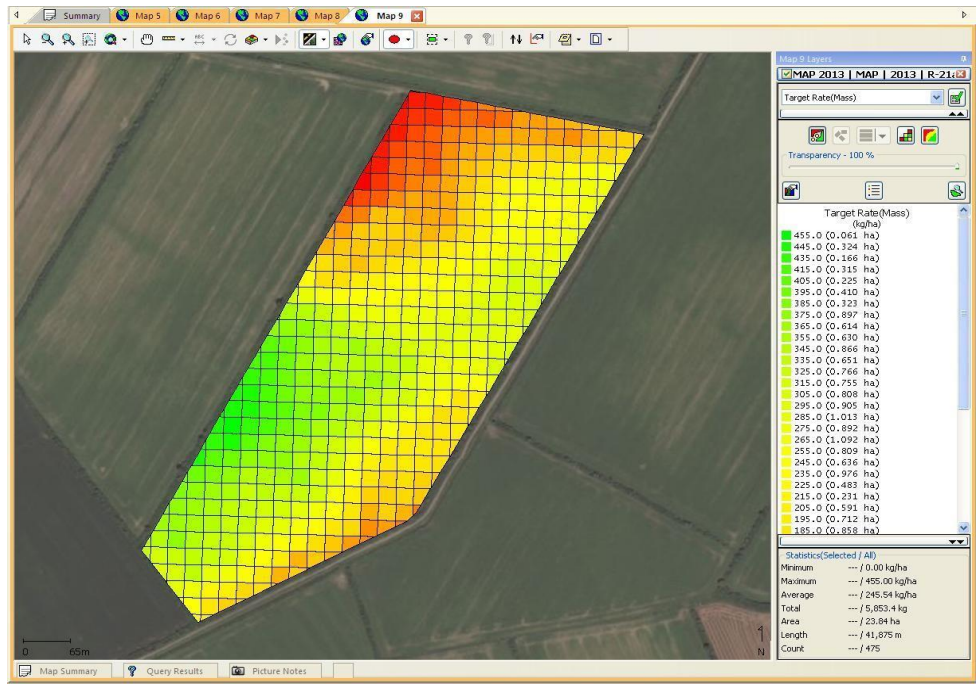 Summary Map 5 Map 6 Map 7 Map 8 Map 9
Map 9 Layers
MAP 2013 | MAP | 2013 | R-21
Target Rate(Mass)
Transparency - 100 %
Target Rate(Mass)
(kg/ha)
455.0 (0.061 ha)
445.0 (0.324 ha)
435.0 (0.166 ha)
415.0 (0.315 ha)
405.0 (0.225 ha)
395.0 (0.410 ha)
385.0 (0.323 ha)
375.0 (0.897 ha)
365.0 (0.614 ha)
355.0 (0.630 ha)
345.0 (0.866 ha)
335.0 (0.651 ha)
325.0 (0.766 ha)
315.0 (0.755 ha)
305.0 (0.808 ha)
295.0 (0.905 ha)
285.0 (1.013 ha)
275.0 (0.892 ha)
265.0 (1.092 ha)
255.0 (0.809 ha)
245.0 (0.636 ha)
235.0 (0.976 ha)
225.0 (0.483 ha)
215.0 (0.231 ha)
205.0 (0.591 ha)
195.0 (0.712 ha)
185.0 (0.858 ha)
Statistics(Selected / All)
Minimum --- / 0.00 kg/ha
Maximum --- / 455.00 kg/ha
Average --- / 245.54 kg/ha
Total --- / 5,853.4 kg
Area --- / 23.84 ha
Length --- / 41,875 m
Count --- / 475
0 65m
N
Map Summary Query Results Picture Notes